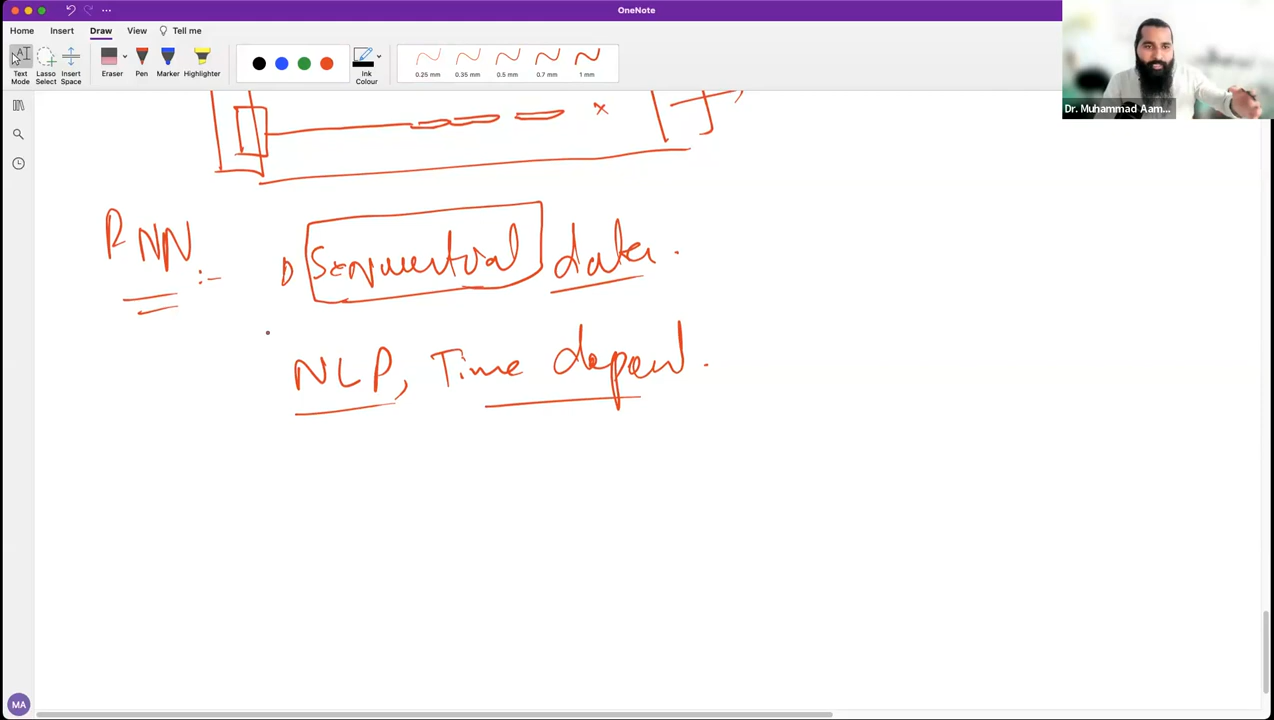 OneNote
Home Insert Draw View Tell me
Text Mode
Lasso Select
Insert Space
Eraser
Pen
Marker
Highlighter
Ink Colour
0.25 mm
0.35 mm
0.5 mm
0.7 mm
1 mm
Dr. Muhammad Aam...
x
RNN :- 1) Sequential data.
NLP, Time depend.
MA